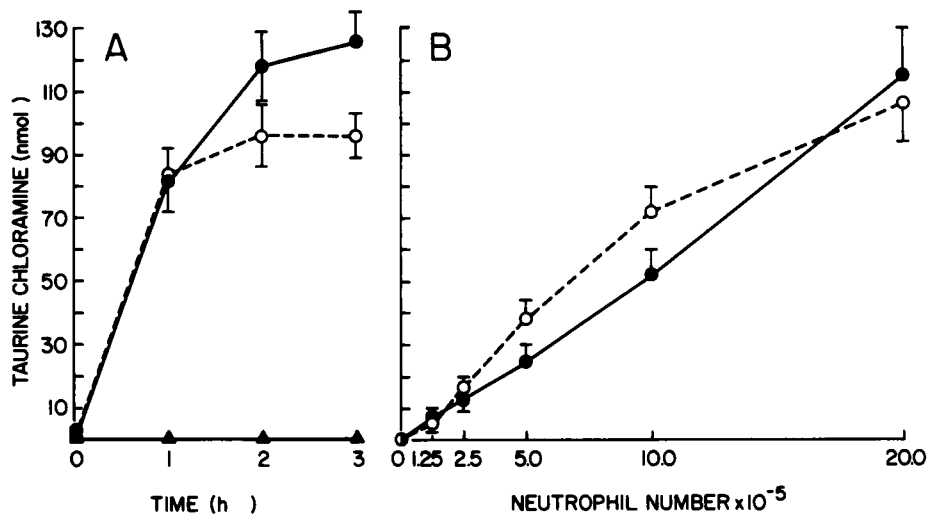 A
B
TAURINE CHLORAMINE (nmol)
130
110
90
70
50
30
10
0 1 2 3
0 1.25 2.5 5.0 10.0 20.0
TIME (h )
NEUTROPHIL NUMBER x10-5